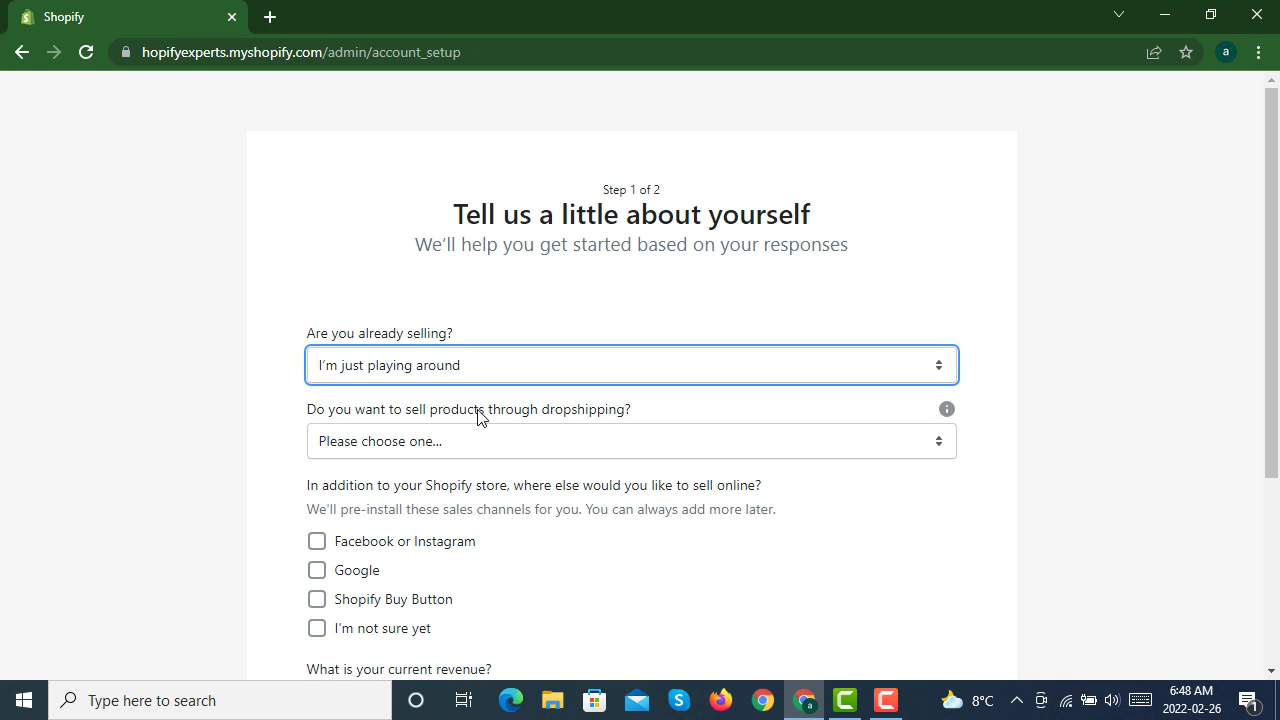 Shopify
hopifyexperts.myshopify.com/admin/account_setup
a
Step 1 of 2
Tell us a little about yourself
We'll help you get started based on your responses
Are you already selling?
I'm just playing around
Do you want to sell products through dropshipping?
Please choose one...
In addition to your Shopify store, where else would you like to sell online?
We'll pre-install these sales channels for you. You can always add more later.
Facebook or Instagram
Google
Shopify Buy Button
I'm not sure yet
What is your current revenue?
Type here to search
8°C
6:48 AM
2022-02-26
1